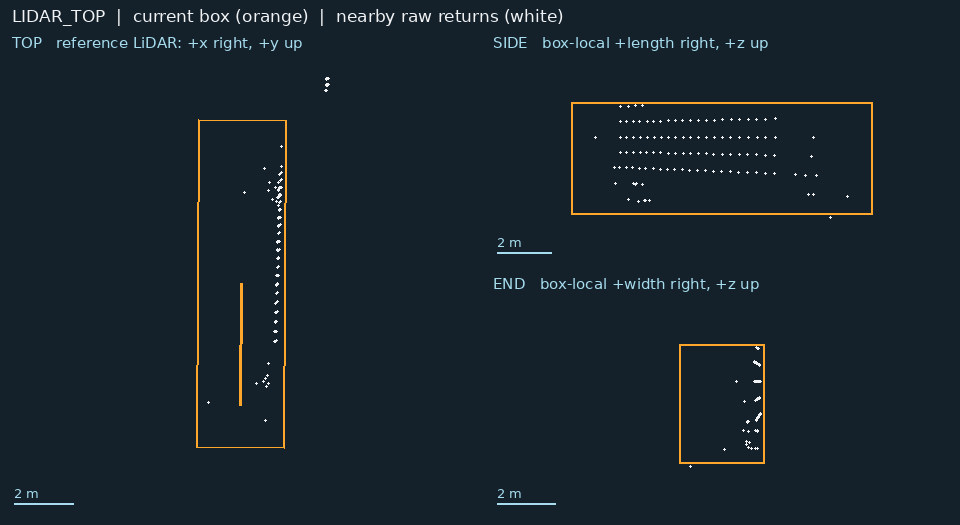 LIDAR_TOP  |  current box (orange)  |  nearby raw returns (white)
TOP   reference LiDAR: +x right, +y up
SIDE   box-local +length right, +z up
2 m
END   box-local +width right, +z up
2 m
2 m